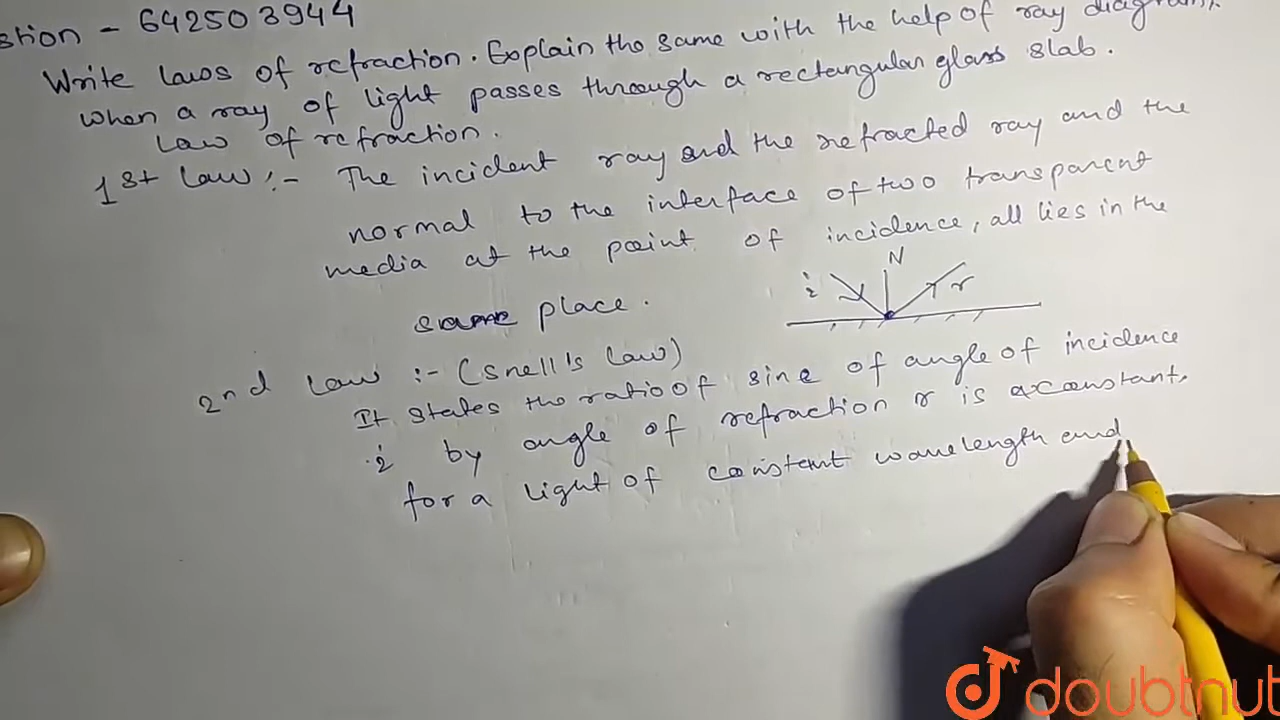 stion - 642503944
Write laws of refraction. Explain the same with the help of ray diagram,
when a ray of light passes through a rectangular glass slab.
Law of refraction.
1st law :- The incident ray and the refracted ray and the
normal to the interface of two transparent
media at the point of incidence, all lies in the
same place.
i N r
2nd law :- (Snell's law)
It states the ratio of sine of angle of incidence
i by angle of refraction r is a constant.
for a light of constant wavelength and
doubtnut